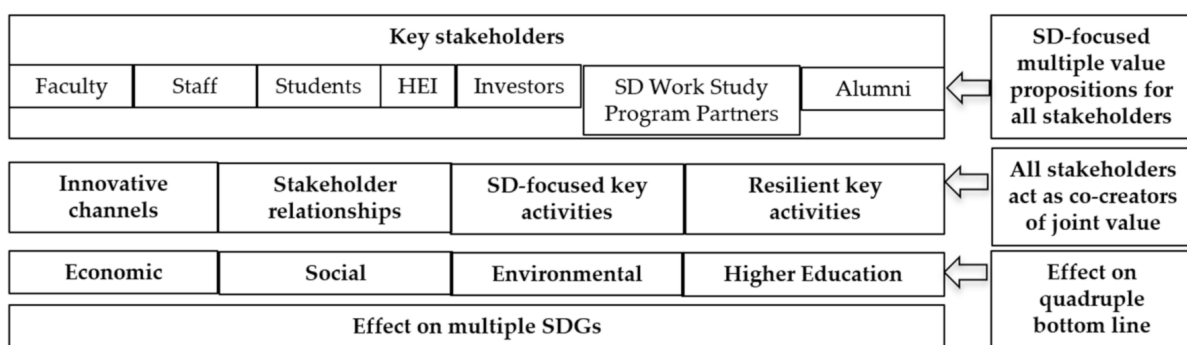 Key stakeholders
Faculty
Staff
Students
HEI
Investors
SD Work Study
Program Partners
Alumni
SD-focused
multiple value
propositions for
all stakeholders
Innovative
channels
Stakeholder
relationships
SD-focused key
activities
Resilient key
activities
All stakeholders
act as co-creators
of joint value
Economic
Social
Environmental
Higher Education
Effect on
quadruple
bottom line
Effect on multiple SDGs